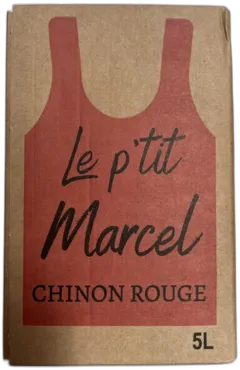 Le p'tit
Marcel
CHINON ROUGE
5L